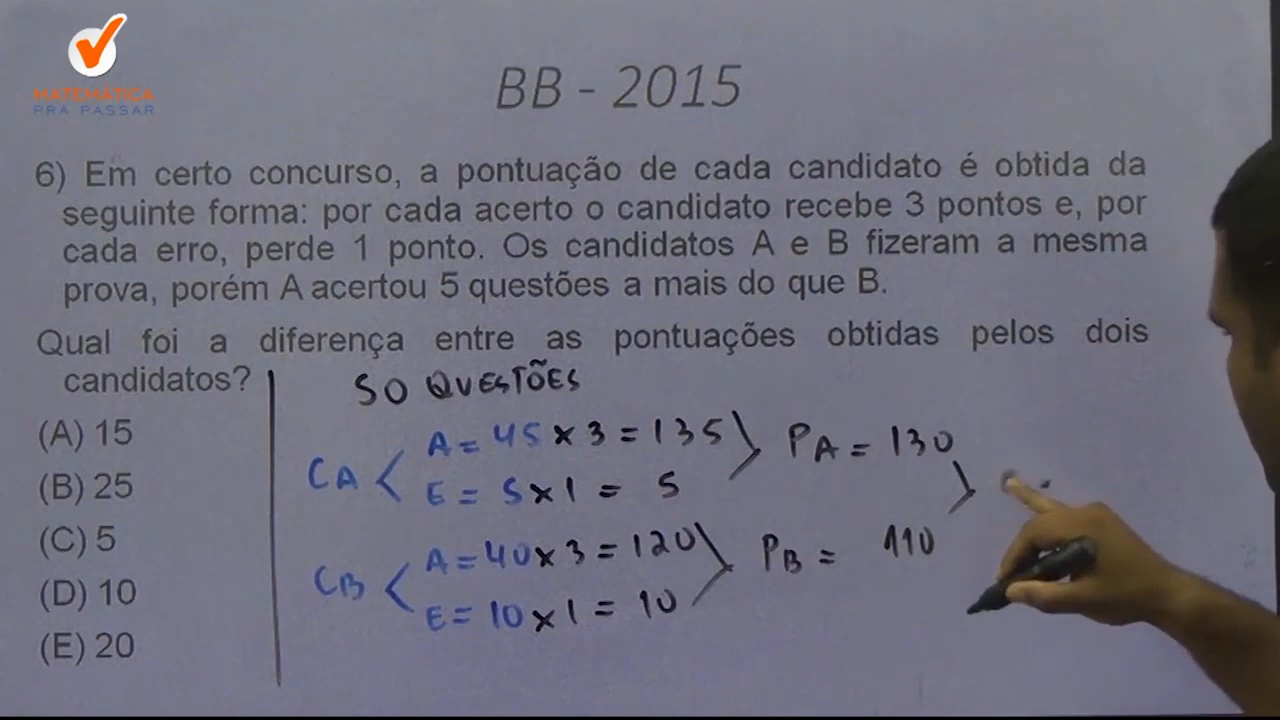 MATEMÁTICA
PRA PASSAR
BB - 2015
6) Em certo concurso, a pontuação de cada candidato é obtida da
seguinte forma: por cada acerto o candidato recebe 3 pontos e, por
cada erro, perde 1 ponto. Os candidatos A e B fizeram a mesma
prova, porém A acertou 5 questões a mais do que B.
Qual foi a diferença entre as pontuações obtidas pelos dois
candidatos?
50 QUESTÕES
(A) 15
(B) 25
(C) 5
(D) 10
(E) 20
CA < A = 45 x 3 = 135 > PA = 130
E = 5 x 1 = 5
CB < A = 40 x 3 = 120 > PB = 110
E = 10 x 1 = 10